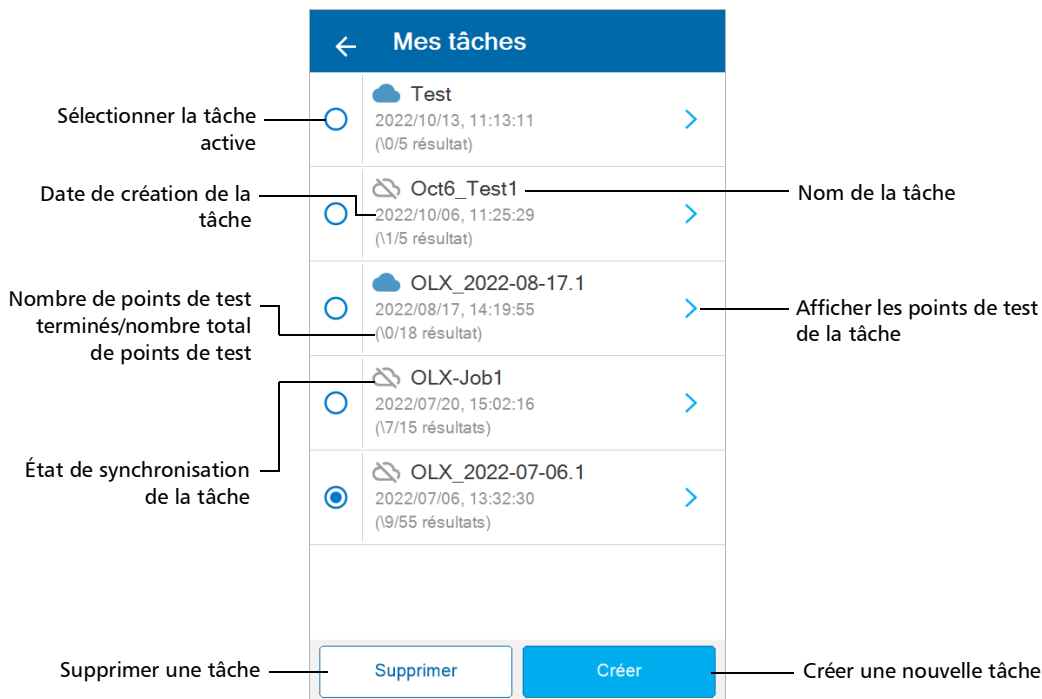 Mes tâches
Sélectionner la tâche
active
Test
2022/10/13, 11:13:11
(\0/5 résultat)
Date de création de la
tâche
Oct6_Test1
2022/10/06, 11:25:29
(\1/5 résultat)
Nom de la tâche
Nombre de points de test
terminés/nombre total
de points de test
OLX_2022-08-17.1
2022/08/17, 14:19:55
(\0/18 résultat)
Afficher les points de test
de la tâche
OLX-Job1
2022/07/20, 15:02:16
(\7/15 résultats)
État de synchronisation
de la tâche
OLX_2022-07-06.1
2022/07/06, 13:32:30
(\9/55 résultats)
Supprimer une tâche
Supprimer
Créer
Créer une nouvelle tâche